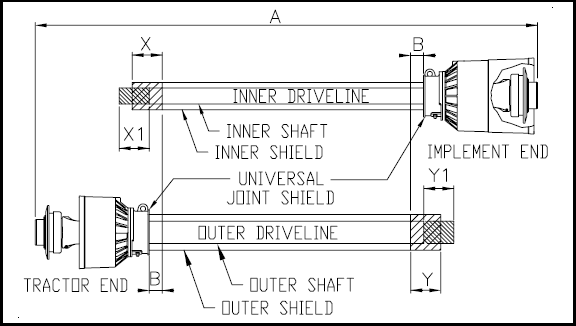 A
X
B
INNER DRIVELINE
X1
INNER SHAFT
INNER SHIELD
IMPLEMENT END
Y1
UNIVERSAL
JOINT SHIELD
OUTER DRIVELINE
TRACTOR END
B
OUTER SHAFT
Y
OUTER SHIELD